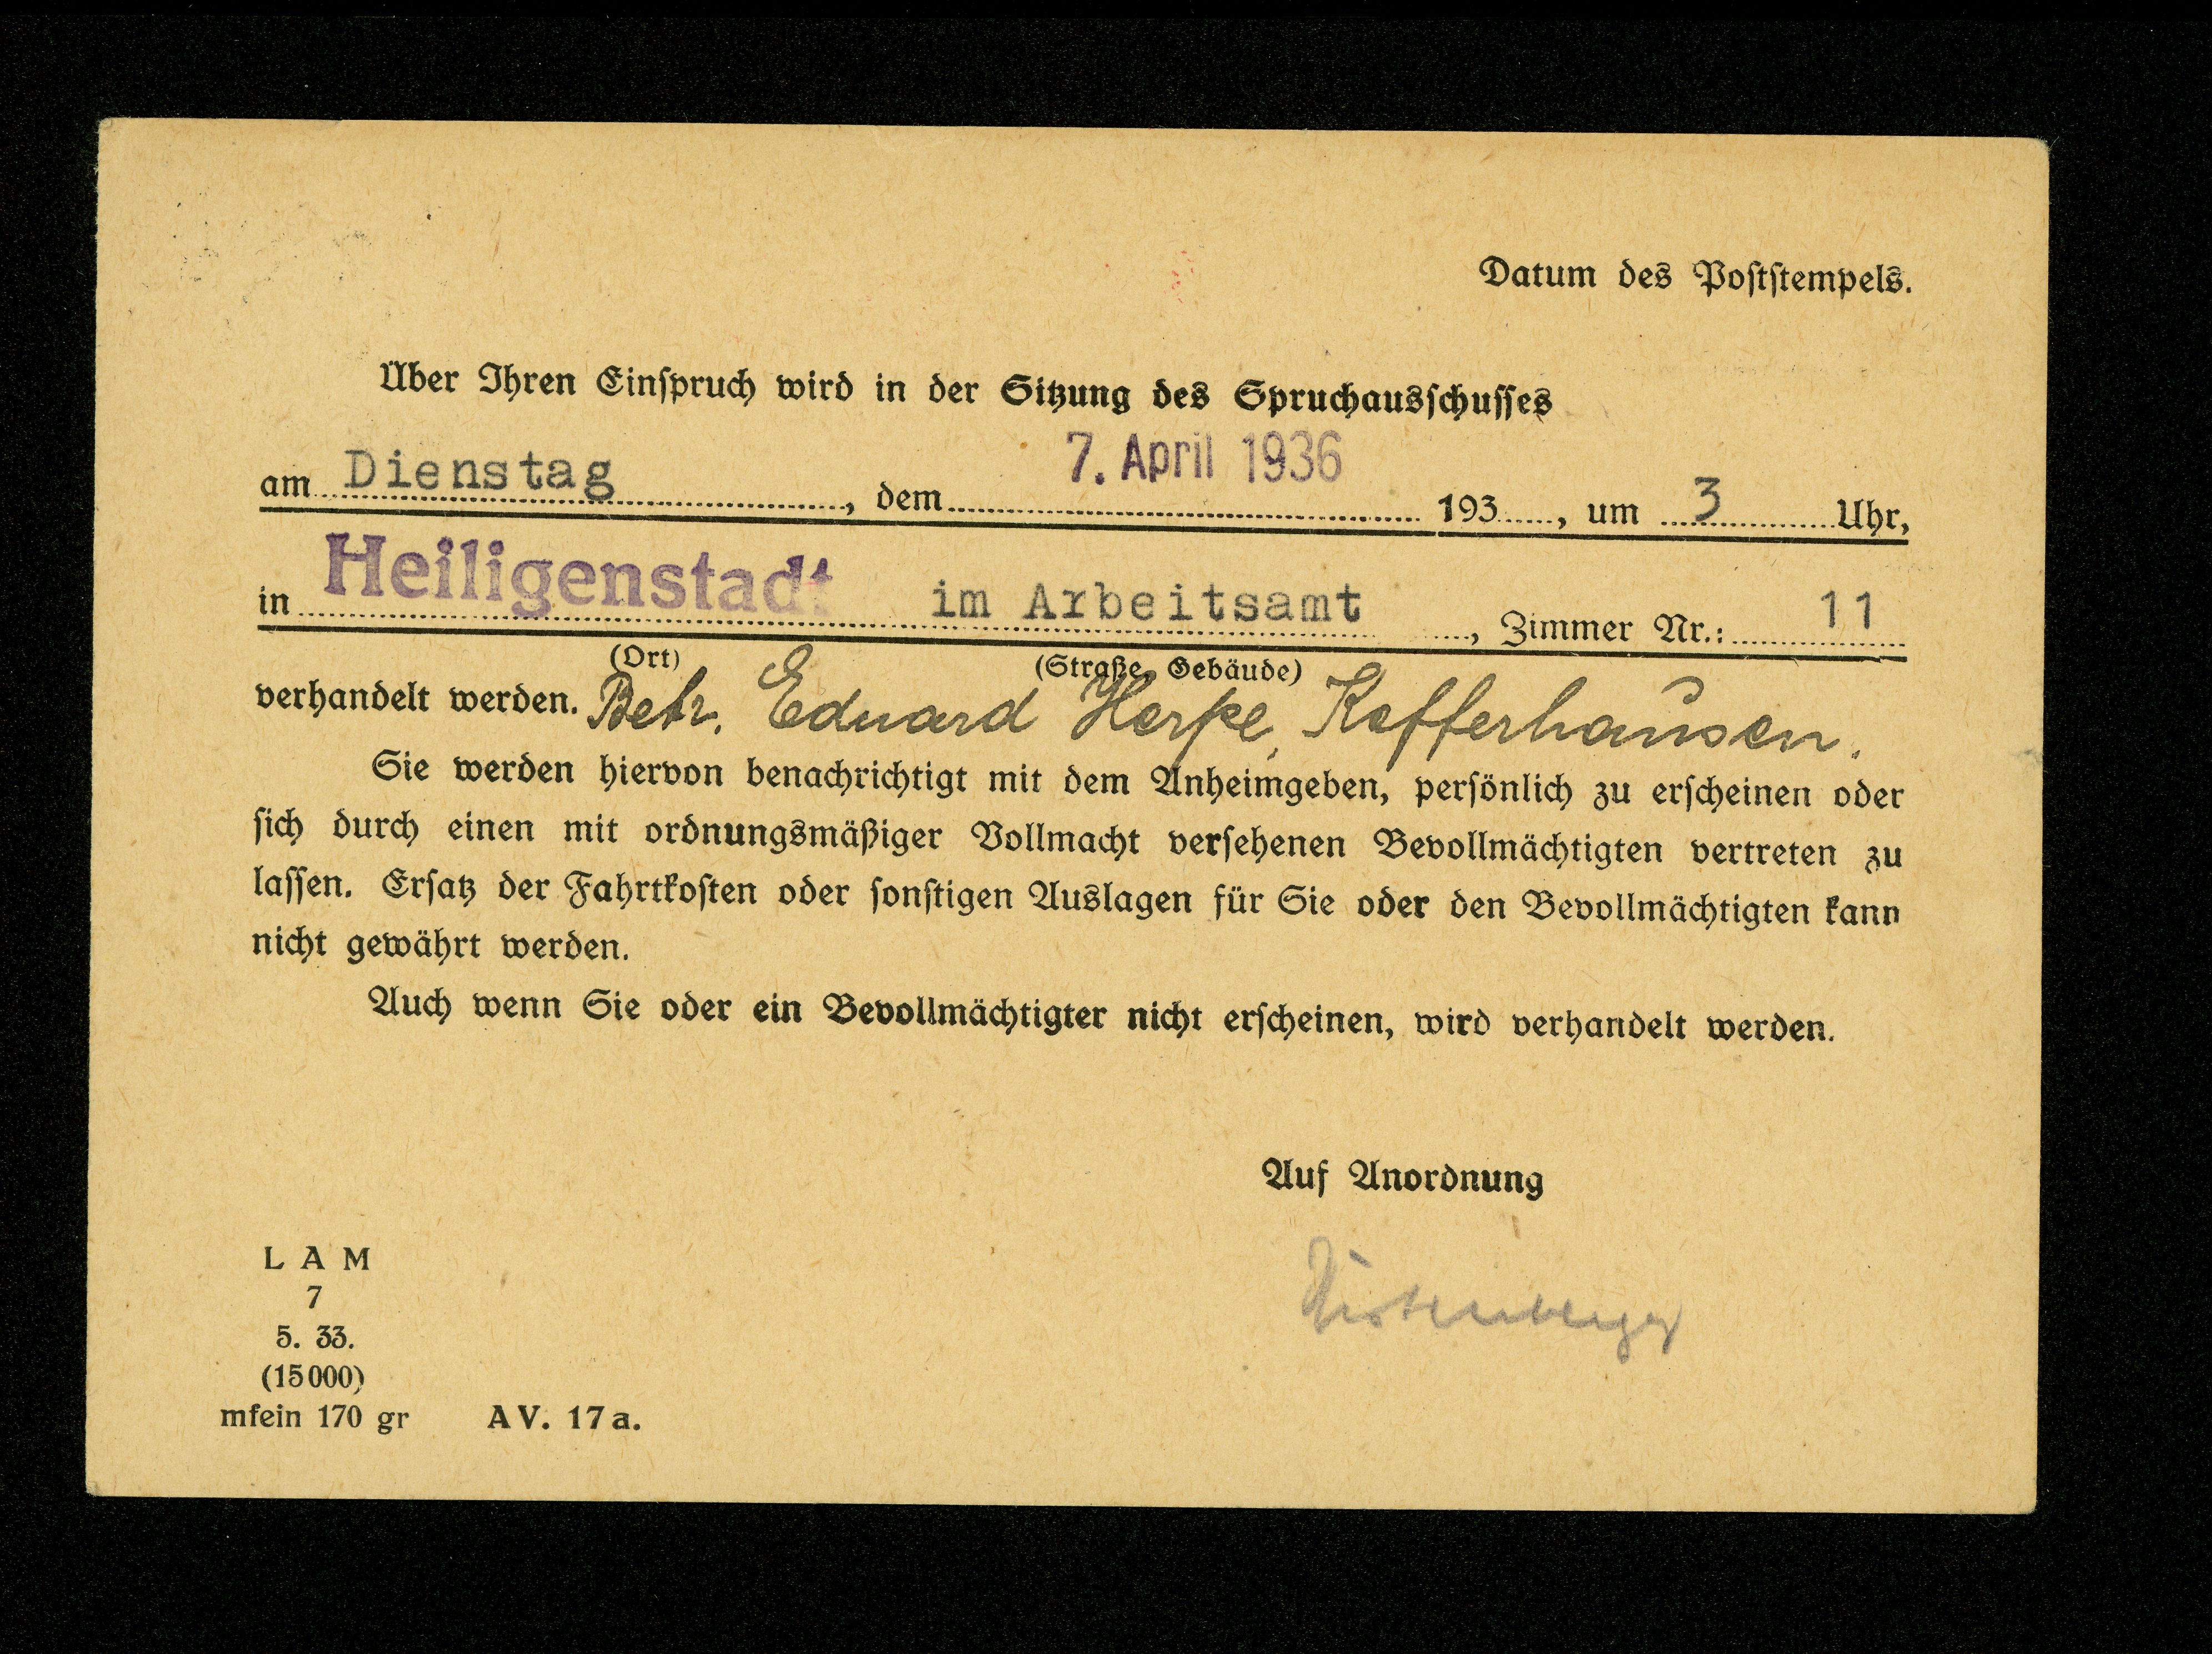 Datum des Poststempels.
Über Ihren Einspruch wird in der Sitzung des Spruchausschusses
am Dienstag, dem 7. April 1936 193, um 3 Uhr,
in Heiligenstadt im Arbeitsamt, Zimmer Nr.: 11
(Ort) (Straße, Gebäude)
verhandelt werden. Betr. Eduard Herpe, Kefferhausen.
Sie werden hiervon benachrichtigt mit dem Anheimgeben, persönlich zu erscheinen oder
sich durch einen mit ordnungsmäßiger Vollmacht versehenen Bevollmächtigten vertreten zu
lassen. Ersatz der Fahrtkosten oder sonstigen Auslagen für Sie oder den Bevollmächtigten kann
nicht gewährt werden.
Auch wenn Sie oder ein Bevollmächtigter nicht erscheinen, wird verhandelt werden.
Auf Anordnung
L A M
7
5. 33.
(15000)
mfein 170 gr AV. 17a.